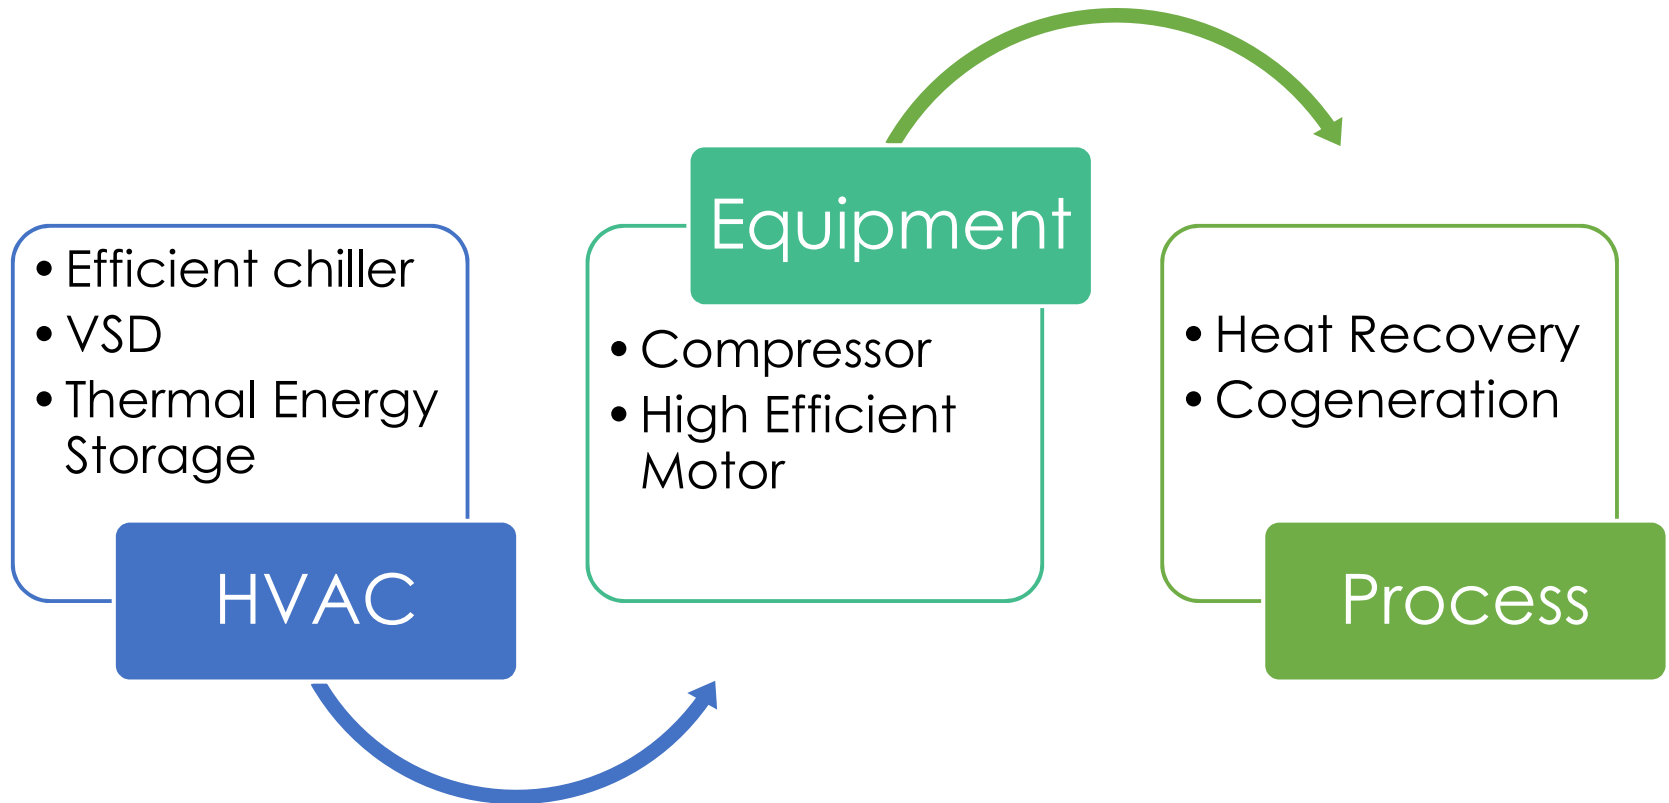 • Efficient chiller
• VSD
• Thermal Energy
Storage
HVAC
Equipment
• Compressor
• High Efficient
Motor
• Heat Recovery
• Cogeneration
Process